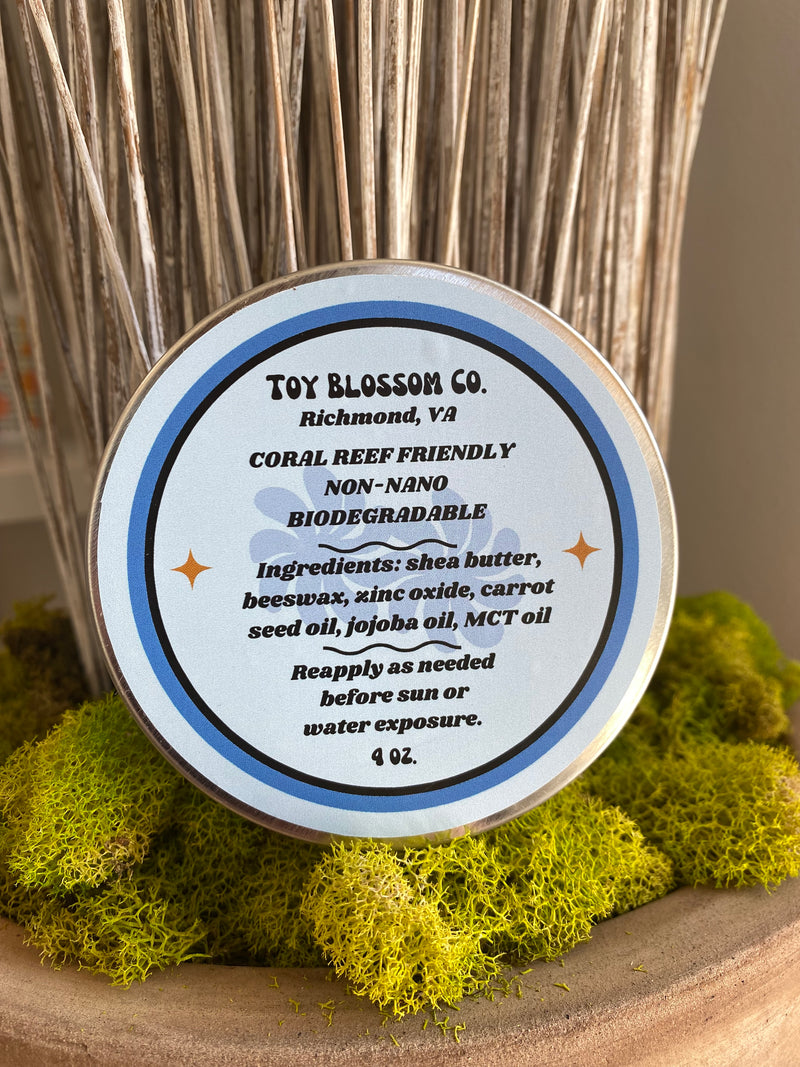 TOY BLOSSOM CO.
Richmond, VA
CORAL REEF FRIENDLY
NON-NANO
BIODEGRADABLE
Ingredients: shea butter,
beeswax, zinc oxide, carrot
seed oil, jojoba oil, MCT oil
Reapply as needed
before sun or
water exposure.
4 OZ.